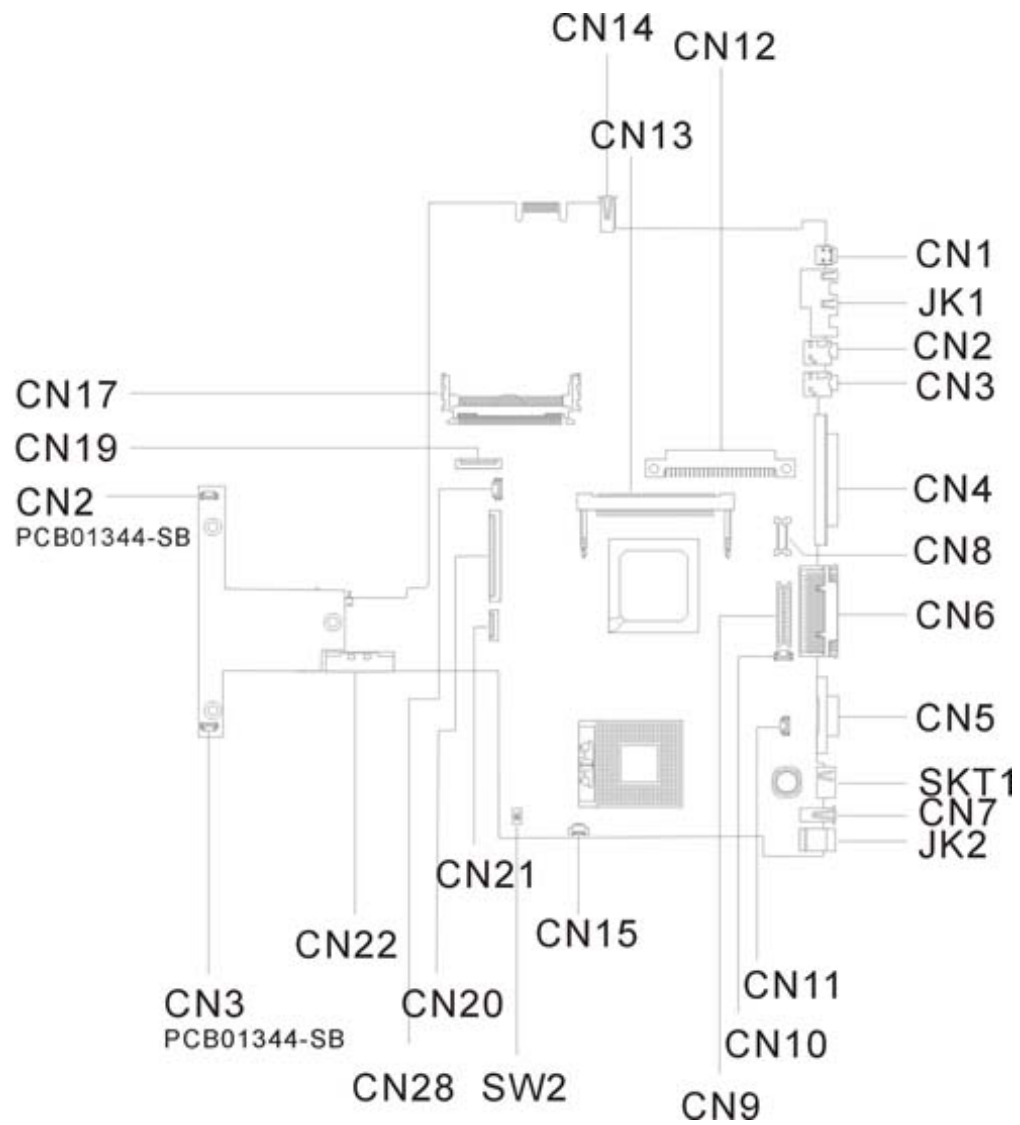 CN14
CN12
CN13
CN1
JK1
CN2
CN3
CN17
CN19
CN2
PCB01344-SB
CN4
CN8
CN6
CN5
SKT1
CN7
JK2
CN21
CN15
CN22
CN11
CN20
CN3
PCB01344-SB
CN10
CN28
SW2
CN9